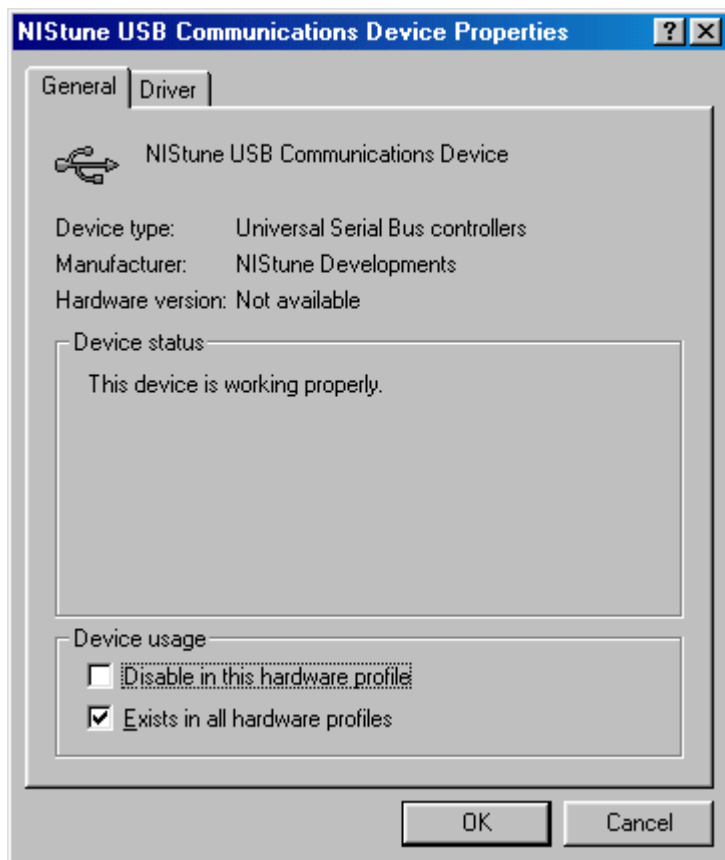 NIStune USB Communications Device Properties
General Driver
NIStune USB Communications Device
Device type: Universal Serial Bus controllers
Manufacturer: NIStune Developments
Hardware version: Not available
Device status
This device is working properly.
Device usage
Disable in this hardware profile
Exists in all hardware profiles
OK Cancel